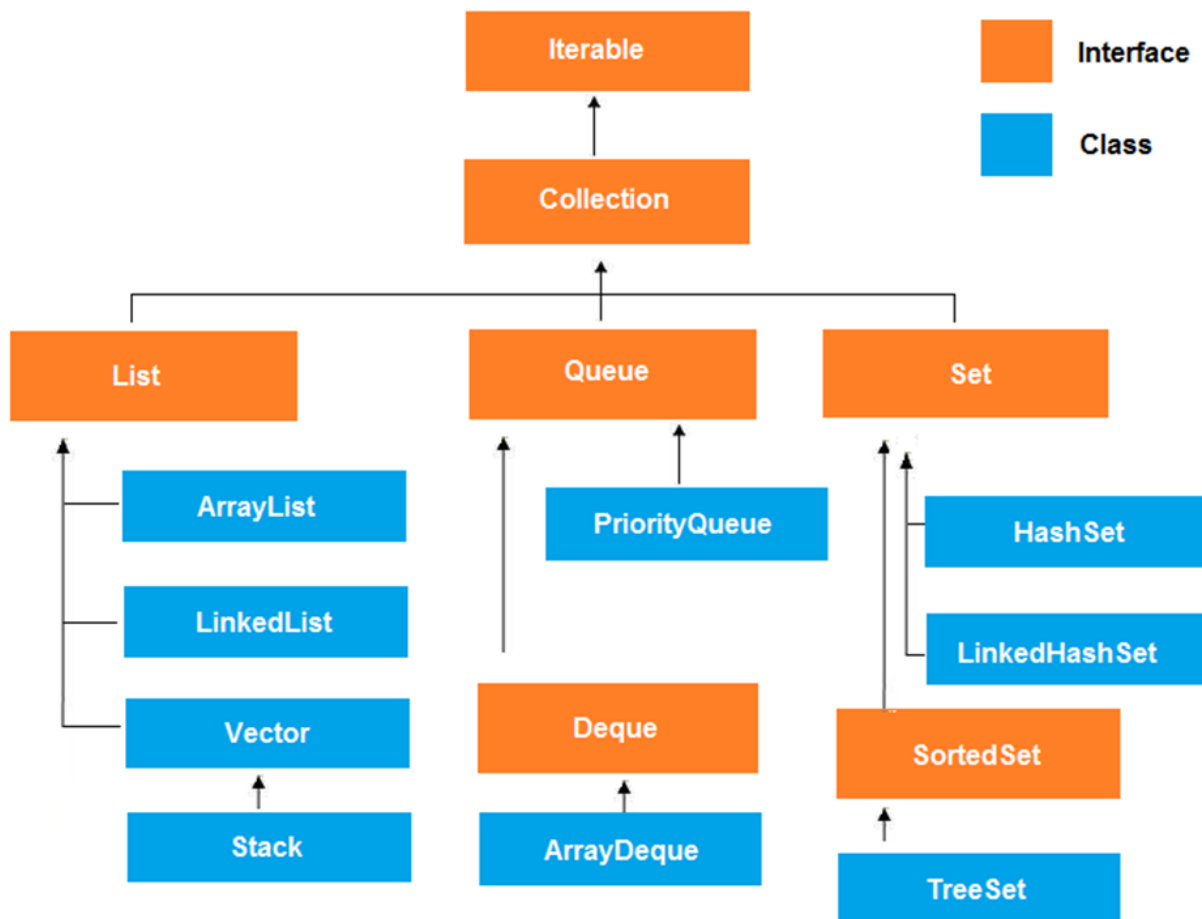 Iterable
Interface
Class
Collection
List
Queue
Set
ArrayList
PriorityQueue
HashSet
LinkedList
LinkedHashSet
Vector
Deque
SortedSet
Stack
ArrayDeque
TreeSet